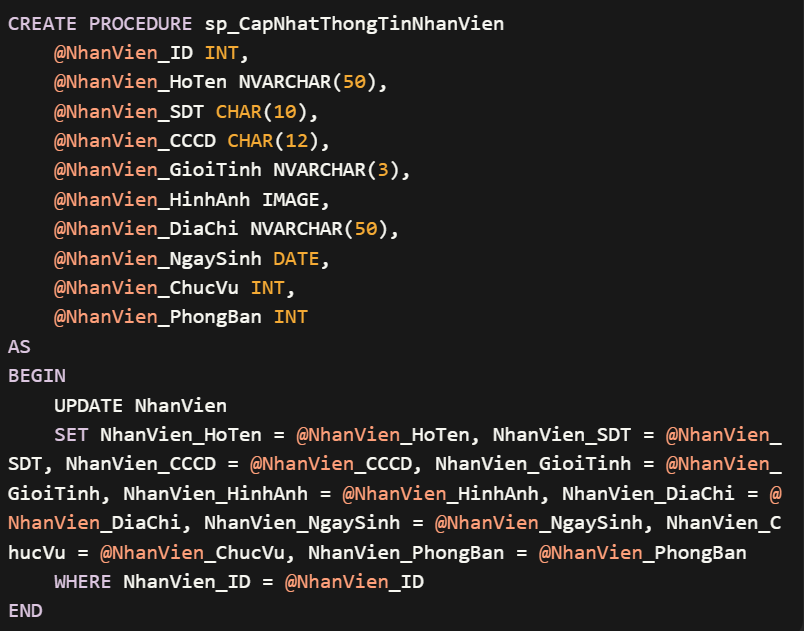 CREATE PROCEDURE sp_CapNhatThongTinNhanVien
    @NhanVien_ID INT,
    @NhanVien_HoTen NVARCHAR(50),
    @NhanVien_SDT CHAR(10),
    @NhanVien_CCCD CHAR(12),
    @NhanVien_GioiTinh NVARCHAR(3),
    @NhanVien_HinhAnh IMAGE,
    @NhanVien_DiaChi NVARCHAR(50),
    @NhanVien_NgaySinh DATE,
    @NhanVien_ChucVu INT,
    @NhanVien_PhongBan INT
AS
BEGIN
    UPDATE NhanVien
    SET NhanVien_HoTen = @NhanVien_HoTen, NhanVien_SDT = @NhanVien_
SDT, NhanVien_CCCD = @NhanVien_CCCD, NhanVien_GioiTinh = @NhanVien_
GioiTinh, NhanVien_HinhAnh = @NhanVien_HinhAnh, NhanVien_DiaChi = @
NhanVien_DiaChi, NhanVien_NgaySinh = @NhanVien_NgaySinh, NhanVien_C
hucVu = @NhanVien_ChucVu, NhanVien_PhongBan = @NhanVien_PhongBan
    WHERE NhanVien_ID = @NhanVien_ID
END